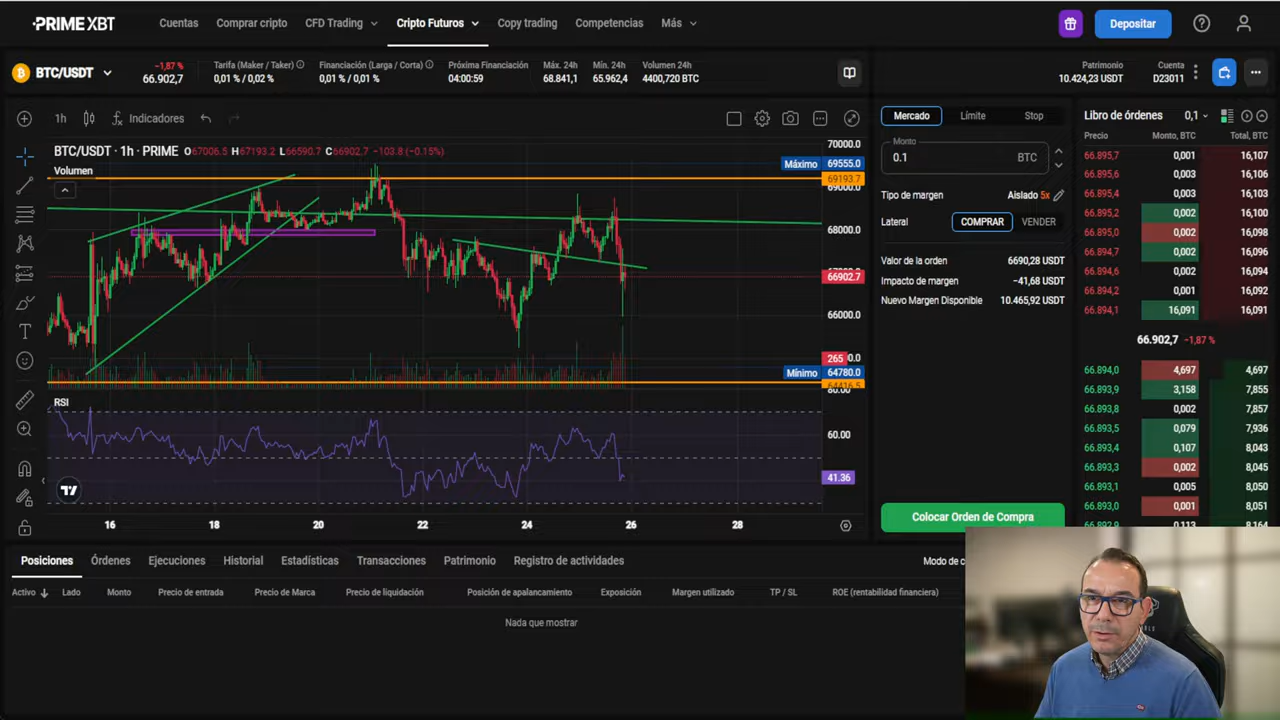 PRIME XBT
Cuentas
Comprar cripto
CFD Trading
Cripto Futuros
Copy trading
Competencias
Más
Depositar
BTC/USDT
-1,87 %
66.902,7
Tarifa (Maker / Taker)
0,01 % / 0,02 %
Financiación (Larga / Corta)
0,01 % / 0,01 %
Próxima Financiación
04:00:59
Máx. 24h
68.841,1
Mín. 24h
65.962,4
Volumen 24h
4400,720 BTC
Patrimonio
10.424,23 USDT
Cuenta
D23011
1h
Indicadores
BTC/USDT · 1h · PRIME O67006.5 H67193.2 L66590.7 C66902.7 -103.8 (-0.15%)
Volumen
70000.0
Máximo 69555.0
69193.7
69000.0
68000.0
66902.7
66000.0
265
Mínimo 64780.0
64416.5
RSI
80.00
60.00
41.36
16 18 20 22 24 26 28
Mercado
Límite
Stop
Monto
0.1 BTC
Tipo de margen Aislado 5x
Lateral COMPRAR VENDER
Valor de la orden 6690,28 USDT
Impacto de margen −41,68 USDT
Nuevo Margen Disponible 10.465,92 USDT
Colocar Orden de Compra
Libro de órdenes 0,1
Precio Monto, BTC Total, BTC
66.895,7 0,001 16,107
66.895,6 0,003 16,106
66.895,4 0,003 16,103
66.895,2 0,002 16,100
66.895,0 0,002 16,098
66.894,7 0,002 16,096
66.894,6 0,002 16,094
66.894,2 0,001 16,092
66.894,1 16,091 16,091
66.902,7 -1,87 %
66.894,0 4,697 4,697
66.893,9 3,158 7,855
66.893,8 0,002 7,857
66.893,5 0,079 7,936
66.893,4 0,107 8,043
66.893,3 0,002 8,045
66.893,1 0,005 8,050
66.893,0 0,001 8,051
66.892,9 0,113 8,164
Posiciones
Órdenes
Ejecuciones
Historial
Estadísticas
Transacciones
Patrimonio
Registro de actividades
Modo de c
Activo
Lado
Monto
Precio de entrada
Precio de Marca
Precio de liquidación
Posición de apalancamiento
Exposición
Margen utilizado
TP / SL
ROE (rentabilidad financiera)
Nada que mostrar